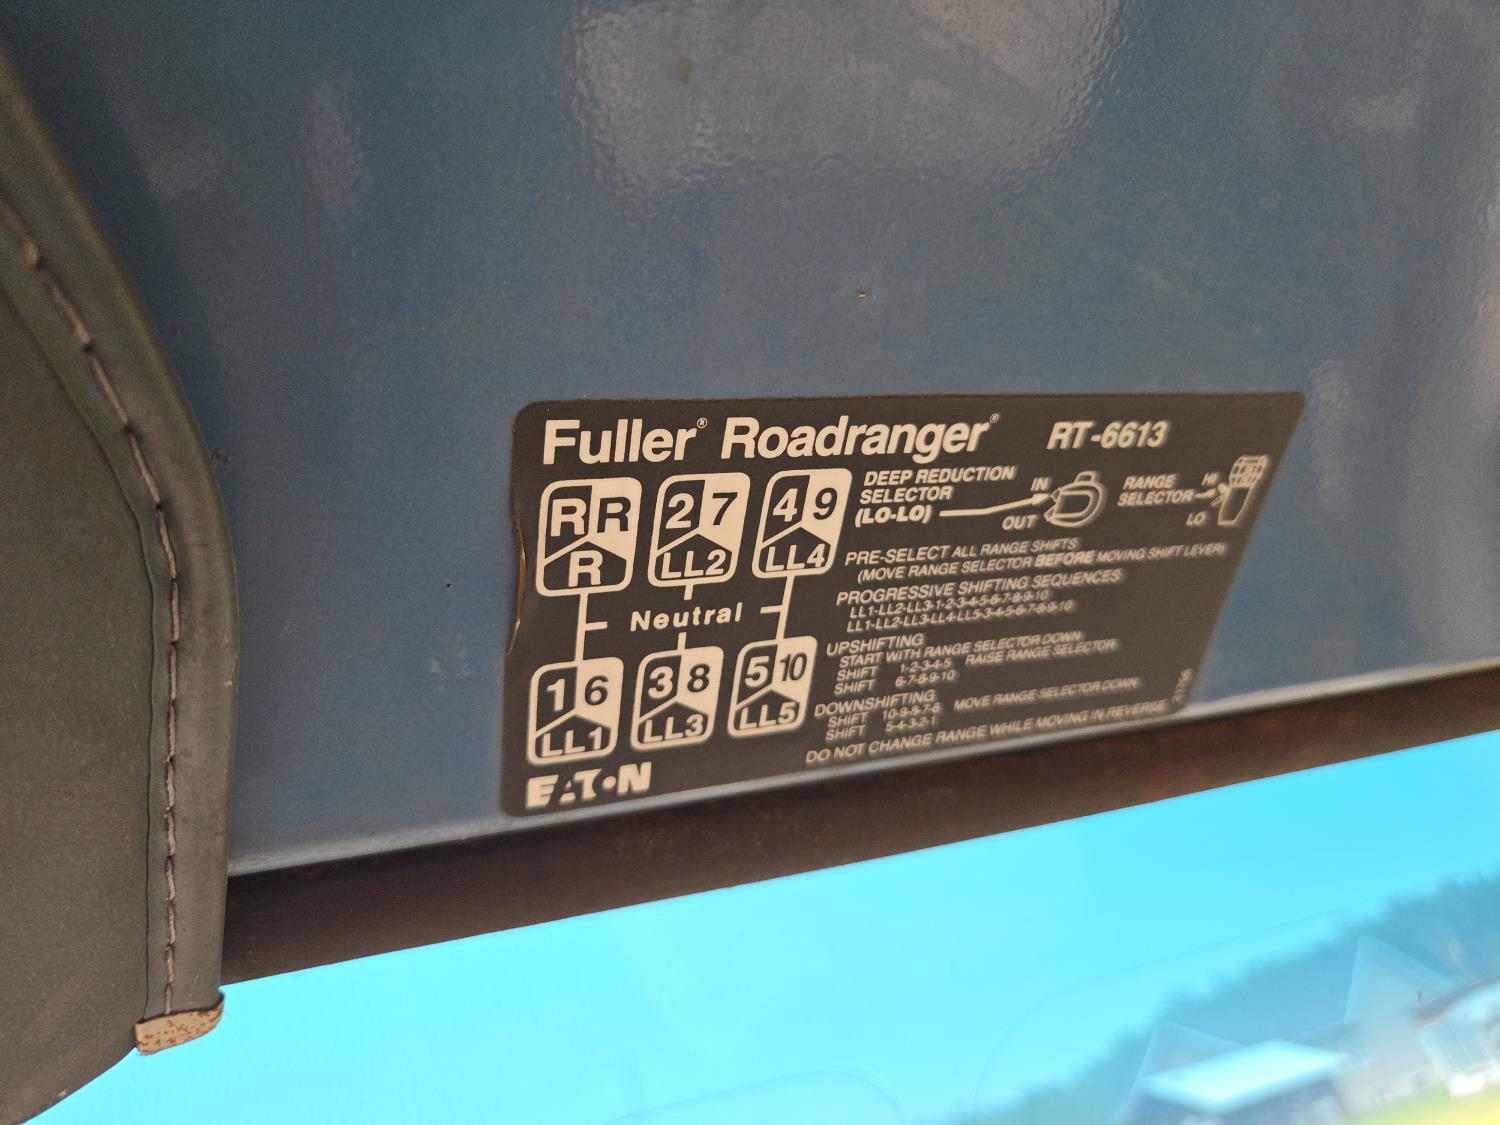 Fuller® Roadranger® RT-6613
R R R
2 7 LL2
4 9 LL4
DEEP REDUCTION
SELECTOR
(LO-LO)
IN
OUT
RANGE
SELECTOR
HI
LO
Neutral
1 6 LL1
3 8 LL3
5 10 LL5
PRE-SELECT ALL RANGE SHIFTS
(MOVE RANGE SELECTOR BEFORE MOVING SHIFT LEVER)
PROGRESSIVE SHIFTING SEQUENCES:
LL1-LL2-LL3-1-2-3-4-5-6-7-8-9-10
LL1-LL2-LL3-LL4-LL5-3-4-5-6-7-8-9-10
UPSHIFTING
START WITH RANGE SELECTOR DOWN
SHIFT 1-2-3-4-5 RAISE RANGE SELECTOR
SHIFT 6-7-8-9-10
DOWNSHIFTING
SHIFT 10-9-8-7-6 MOVE RANGE SELECTOR DOWN
SHIFT 5-4-3-2-1
DO NOT CHANGE RANGE WHILE MOVING IN REVERSE
EATON